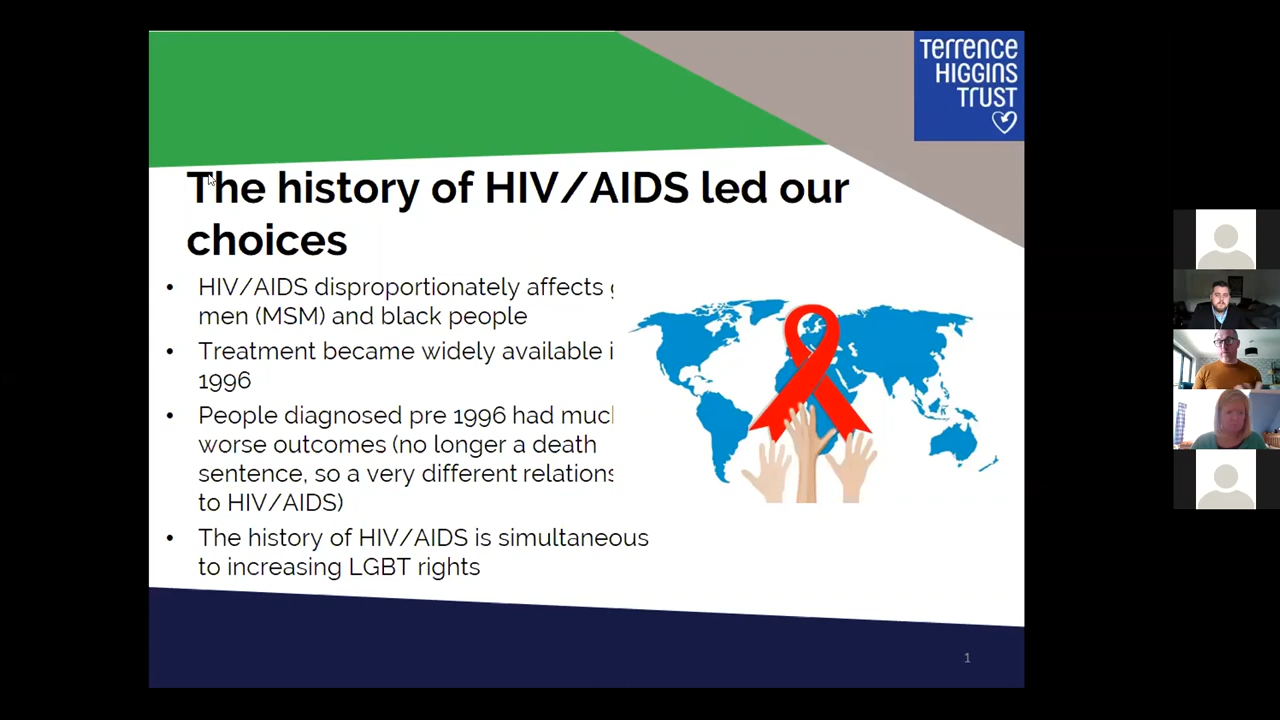 Terrence
HIGGINS
TrusT
The history of HIV/AIDS led our
choices
• HIV/AIDS disproportionately affects
men (MSM) and black people
• Treatment became widely available
1996
• People diagnosed pre 1996 had
worse outcomes (no longer a death
sentence, so a very different
to HIV/AIDS)
• The history of HIV/AIDS is simultaneous
to increasing LGBT rights
1